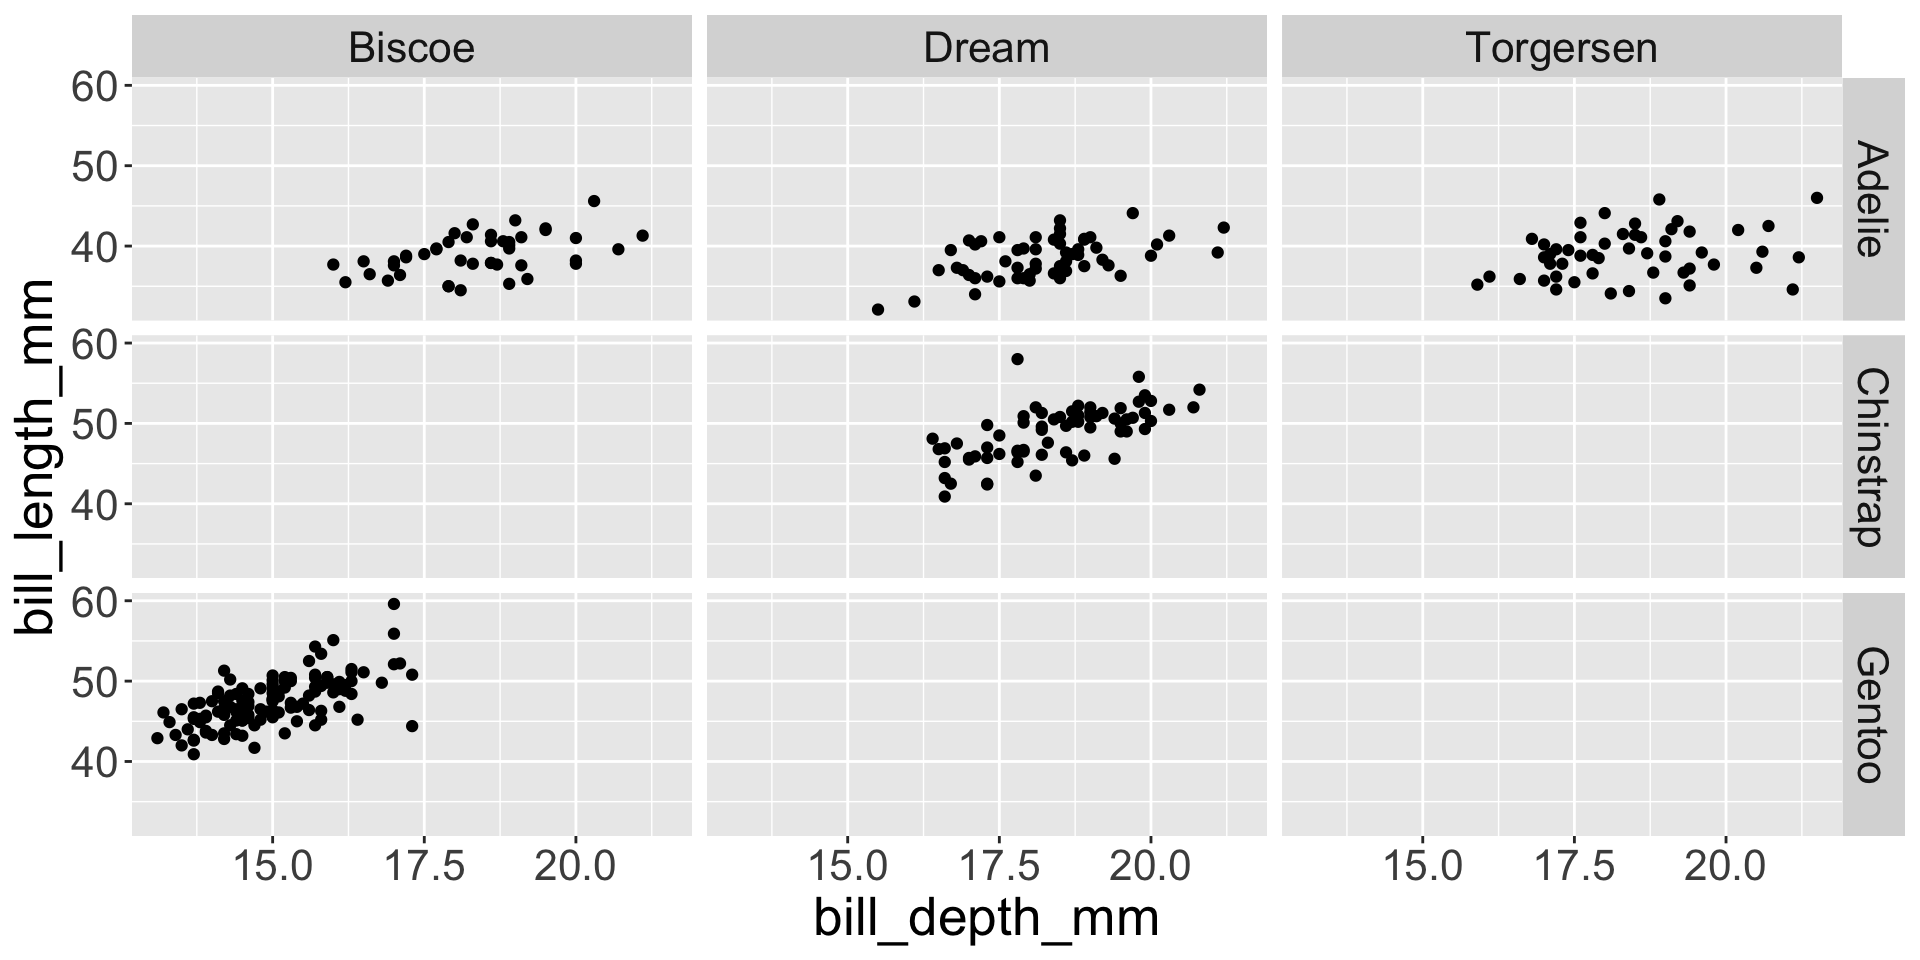 Biscoe Dream Torgersen
60
50
40
Adelie
60
50
40
Chinstrap
60
50
40
Gentoo
bill_length_mm
15.0 17.5 20.0 15.0 17.5 20.0 15.0 17.5 20.0
bill_depth_mm